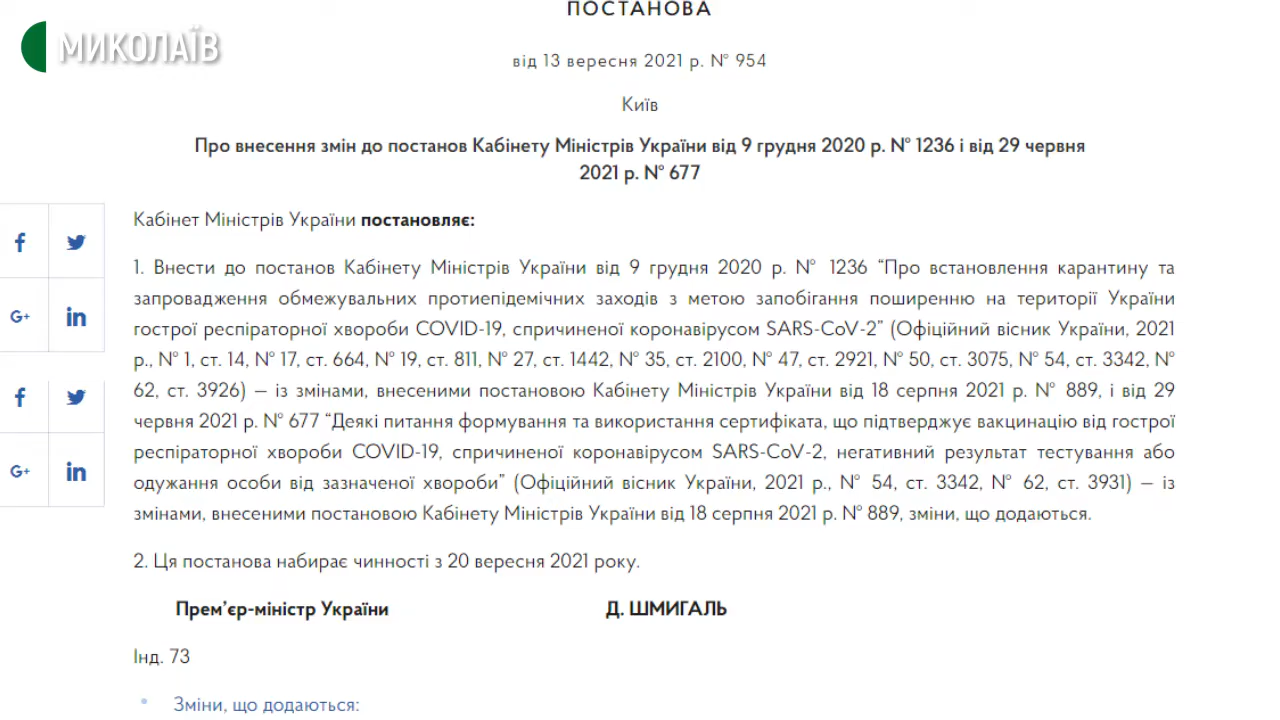 ПОСТАНОВА
МИКОЛАЇВ
від 13 вересня 2021 р. № 954
Київ
Про внесення змін до постанов Кабінету Міністрів України від 9 грудня 2020 р. № 1236 і від 29 червня
2021 р. № 677
Кабінет Міністрів України постановляє:
1. Внести до постанов Кабінету Міністрів України від 9 грудня 2020 р. № 1236 “Про встановлення карантину та
запровадження обмежувальних протиепідемічних заходів з метою запобігання поширенню на території України
гострої респіраторної хвороби COVID-19, спричиненої коронавірусом SARS-CoV-2” (Офіційний вісник України, 2021
р., № 1, ст. 14, № 17, ст. 664, № 19, ст. 811, № 27, ст. 1442, № 35, ст. 2100, № 47, ст. 2921, № 50, ст. 3075, № 54, ст. 3342, №
62, ст. 3926) — із змінами, внесеними постановою Кабінету Міністрів України від 18 серпня 2021 р. № 889, і від 29
червня 2021 р. № 677 “Деякі питання формування та використання сертифіката, що підтверджує вакцинацію від гострої
респіраторної хвороби COVID-19, спричиненої коронавірусом SARS-CoV-2, негативний результат тестування або
одужання особи від зазначеної хвороби” (Офіційний вісник України, 2021 р., № 54, ст. 3342, № 62, ст. 3931) — із
змінами, внесеними постановою Кабінету Міністрів України від 18 серпня 2021 р. № 889, зміни, що додаються.
2. Ця постанова набирає чинності з 20 вересня 2021 року.
Прем’єр-міністр України Д. ШМИГАЛЬ
Інд. 73
Зміни, що додаються: